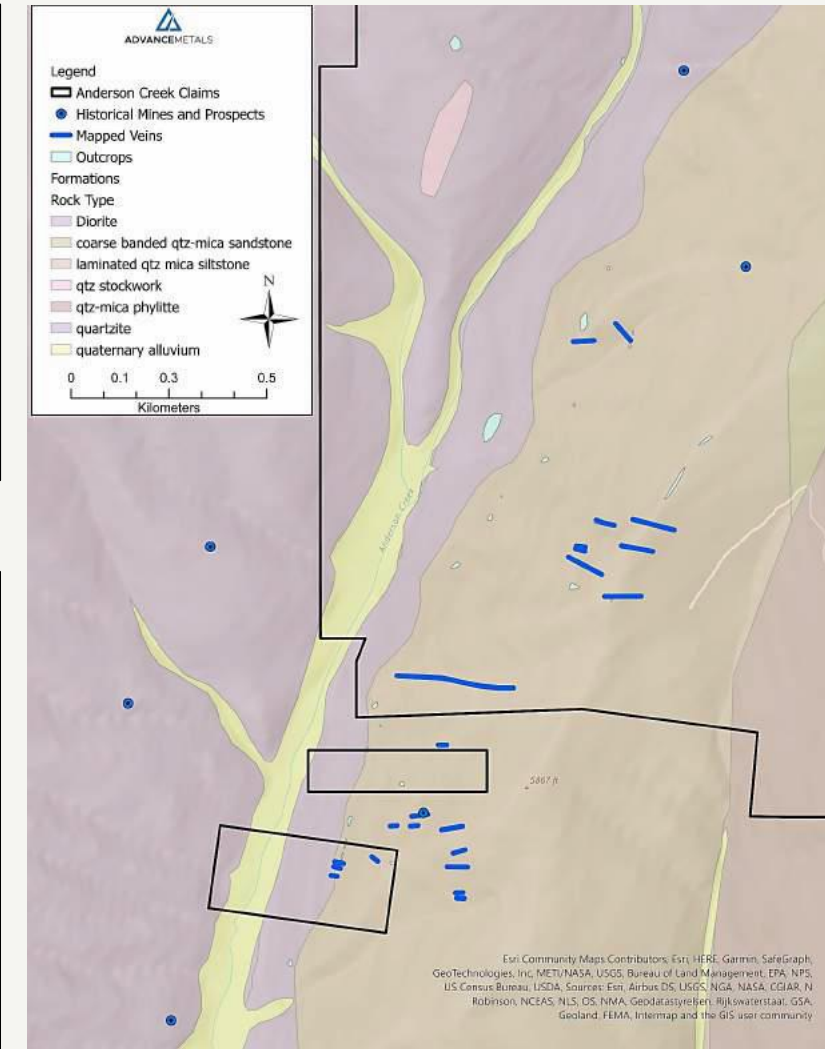 ADVANCEMETALS
Legend
Anderson Creek Claims
Historical Mines and Prospects
Mapped Veins
Outcrops
Formations
Rock Type
Diorite
coarse banded qtz-mica sandstone
laminated qtz mica siltstone
qtz stockwork
qtz-mica phylitte
quartzite
quaternary alluvium
N
0 0.1 0.3 0.5
Kilometers
Anderson Creek
5867 ft
Esri Community Maps Contributors, Esri, HERE, Garmin, SafeGraph,
GeoTechnologies, Inc, METI/NASA, USGS, Bureau of Land Management, EPA, NPS,
US Census Bureau, USDA, Sources: Esri, Airbus DS, USGS, NGA, NASA, CGIAR, N
Robinson, NCEAS, NLS, OS, NMA, Geodatastyrelsen, Rijkswaterstaat, GSA,
Geoland, FEMA, Intermap and the GIS user community